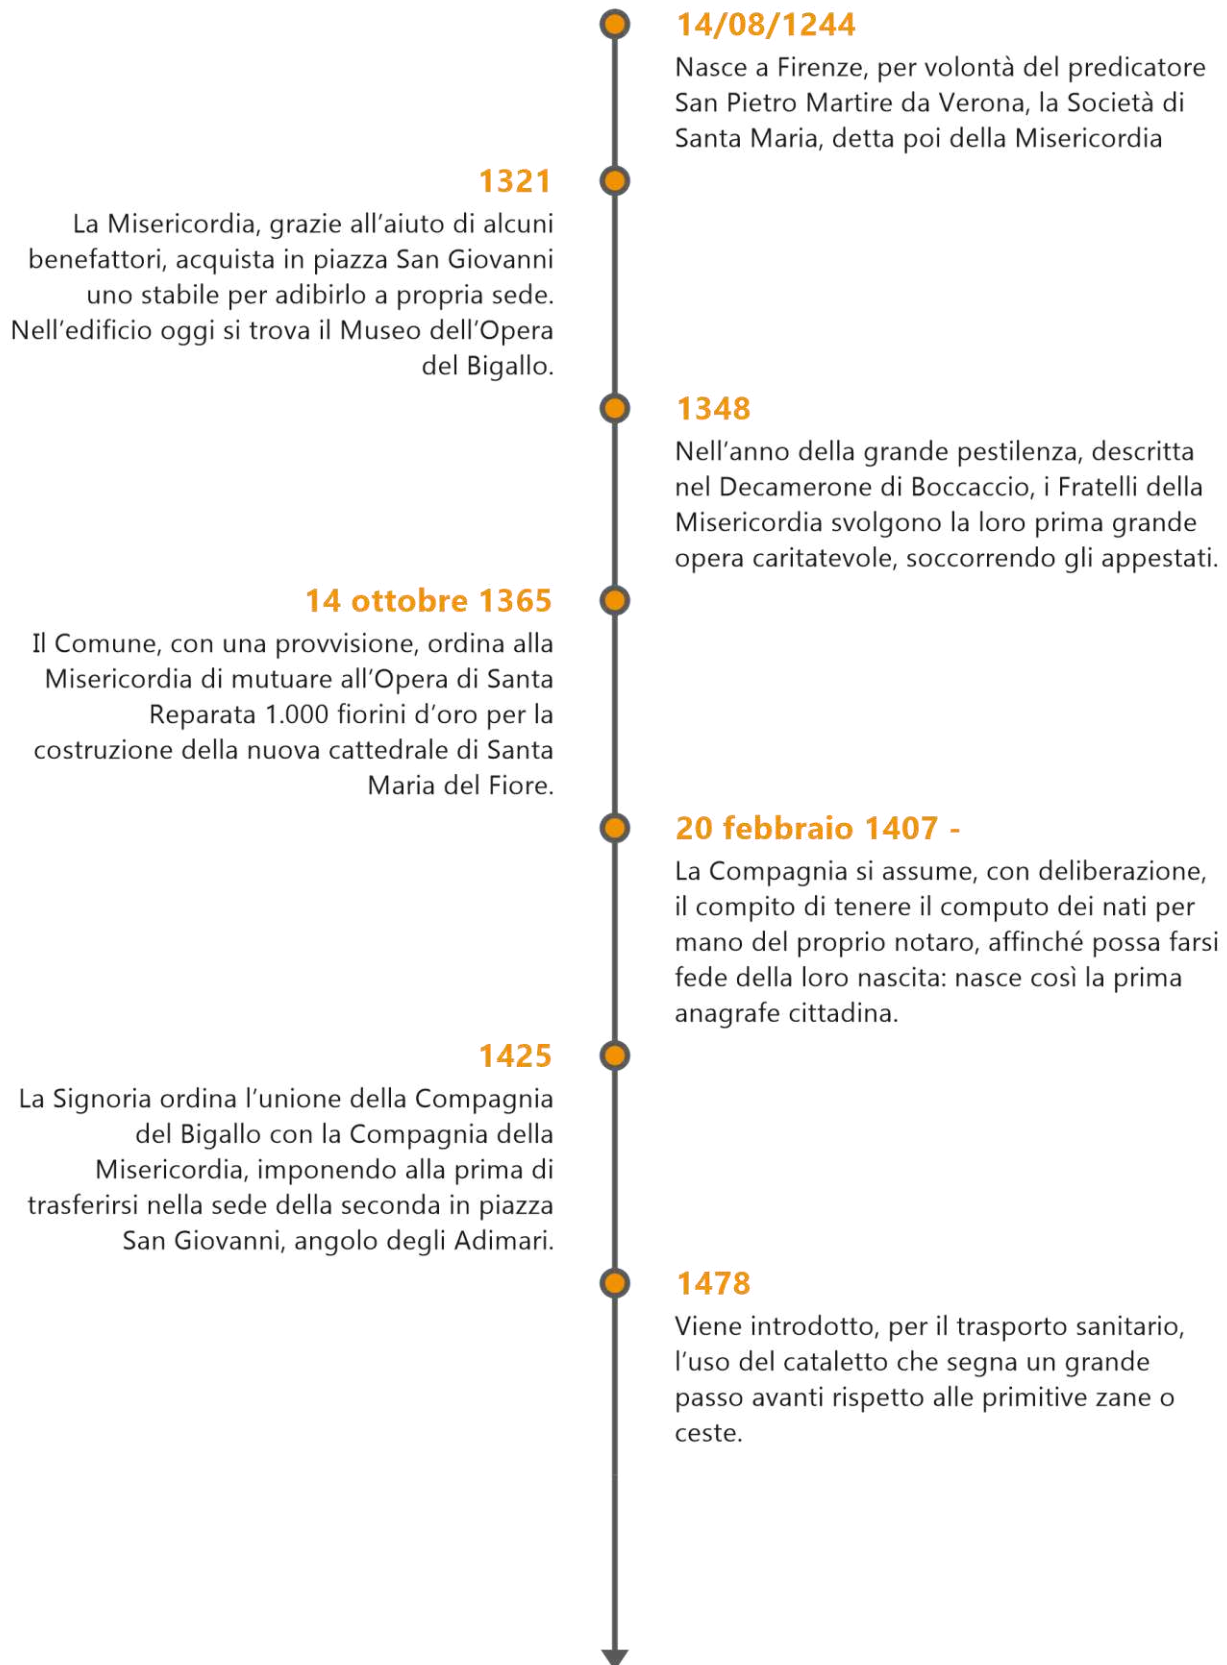 14/08/1244
Nasce a Firenze, per volontà del predicatore
San Pietro Martire da Verona, la Società di
Santa Maria, detta poi della Misericordia
1321
La Misericordia, grazie all’aiuto di alcuni
benefattori, acquista in piazza San Giovanni
uno stabile per adibirlo a propria sede.
Nell’edificio oggi si trova il Museo dell’Opera
del Bigallo.
1348
Nell’anno della grande pestilenza, descritta
nel Decamerone di Boccaccio, i Fratelli della
Misericordia svolgono la loro prima grande
opera caritatevole, soccorrendo gli appestati.
14 ottobre 1365
Il Comune, con una provvisione, ordina alla
Misericordia di mutuare all’Opera di Santa
Reparata 1.000 fiorini d’oro per la
costruzione della nuova cattedrale di Santa
Maria del Fiore.
20 febbraio 1407 -
La Compagnia si assume, con deliberazione,
il compito di tenere il computo dei nati per
mano del proprio notaro, affinché possa farsi
fede della loro nascita: nasce così la prima
anagrafe cittadina.
1425
La Signoria ordina l’unione della Compagnia
del Bigallo con la Compagnia della
Misericordia, imponendo alla prima di
trasferirsi nella sede della seconda in piazza
San Giovanni, angolo degli Adimari.
1478
Viene introdotto, per il trasporto sanitario,
l’uso del cataletto che segna un grande
passo avanti rispetto alle primitive zane o
ceste.